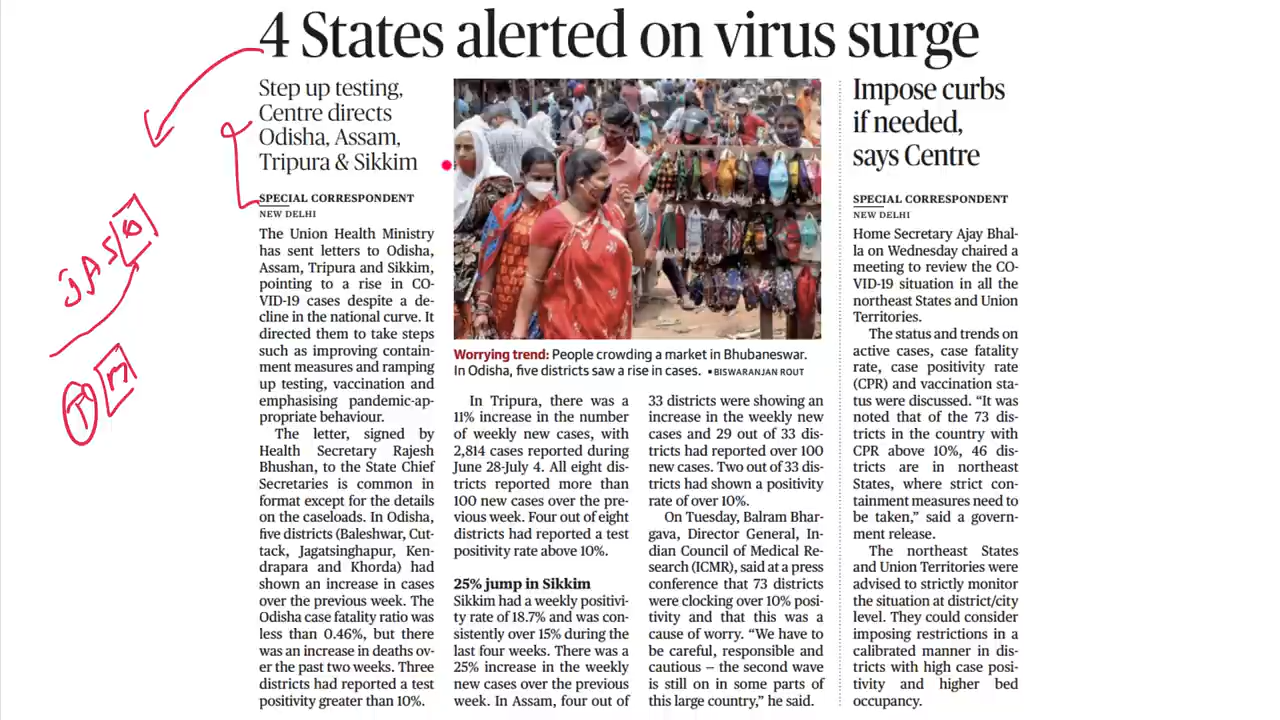 4 States alerted on virus surge
Step up testing,
Centre directs
Odisha, Assam,
Tripura & Sikkim
SPECIAL CORRESPONDENT
NEW DELHI
The Union Health Ministry
has sent letters to Odisha,
Assam, Tripura and Sikkim,
pointing to a rise in CO-
VID-19 cases despite a de-
cline in the national curve. It
directed them to take steps
such as improving contain-
ment measures and ramping
up testing, vaccination and
emphasising pandemic-ap-
propriate behaviour.
The letter, signed by
Health Secretary Rajesh
Bhushan, to the State Chief
Secretaries is common in
format except for the details
on the caseloads. In Odisha,
five districts (Baleshwar, Cut-
tack, Jagatsinghapur, Ken-
drapara and Khorda) had
shown an increase in cases
over the previous week. The
Odisha case fatality ratio was
less than 0.46%, but there
was an increase in deaths ov-
er the past two weeks. Three
districts had reported a test
positivity greater than 10%.
Worrying trend: People crowding a market in Bhubaneswar.
In Odisha, five districts saw a rise in cases. ▪BISWARANJAN ROUT
In Tripura, there was a
11% increase in the number
of weekly new cases, with
2,814 cases reported during
June 28-July 4. All eight dis-
tricts reported more than
100 new cases over the pre-
vious week. Four out of eight
districts had reported a test
positivity rate above 10%.
25% jump in Sikkim
Sikkim had a weekly positivi-
ty rate of 18.7% and was con-
sistently over 15% during the
last four weeks. There was a
25% increase in the weekly
new cases over the previous
week. In Assam, four out of
33 districts were showing an
increase in the weekly new
cases and 29 out of 33 dis-
tricts had reported over 100
new cases. Two out of 33 dis-
tricts had shown a positivity
rate of over 10%.
On Tuesday, Balram Bhar-
gava, Director General, In-
dian Council of Medical Re-
search (ICMR), said at a press
conference that 73 districts
were clocking over 10% posi-
tivity and that this was a
cause of worry. “We have to
be careful, responsible and
cautious – the second wave
is still on in some parts of
this large country,” he said.
Impose curbs
if needed,
says Centre
SPECIAL CORRESPONDENT
NEW DELHI
Home Secretary Ajay Bhal-
la on Wednesday chaired a
meeting to review the CO-
VID-19 situation in all the
northeast States and Union
Territories.
The status and trends on
active cases, case fatality
rate, case positivity rate
(CPR) and vaccination sta-
tus were discussed. “It was
noted that of the 73 dis-
tricts in the country with
CPR above 10%, 46 dis-
tricts are in northeast
States, where strict con-
tainment measures need to
be taken,” said a govern-
ment release.
The northeast States
and Union Territories were
advised to strictly monitor
the situation at district/city
level. They could consider
imposing restrictions in a
calibrated manner in dis-
tricts with high case posi-
tivity and higher bed
occupancy.